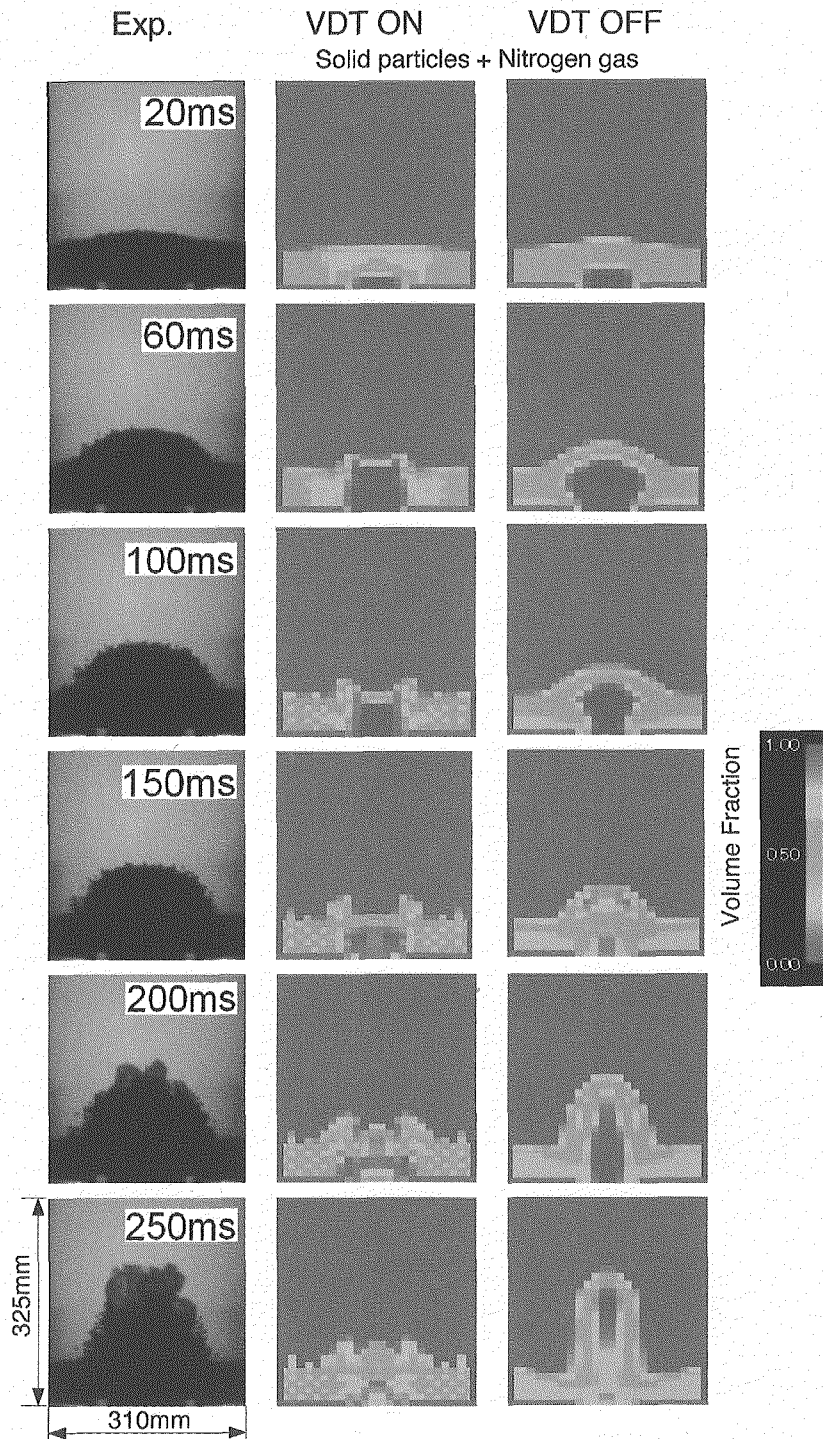 Exp. VDT ON VDT OFF
Solid particles + Nitrogen gas
20ms
60ms
100ms
150ms
Volume Fraction
1.00
0.50
0.00
200ms
250ms
325mm
310mm